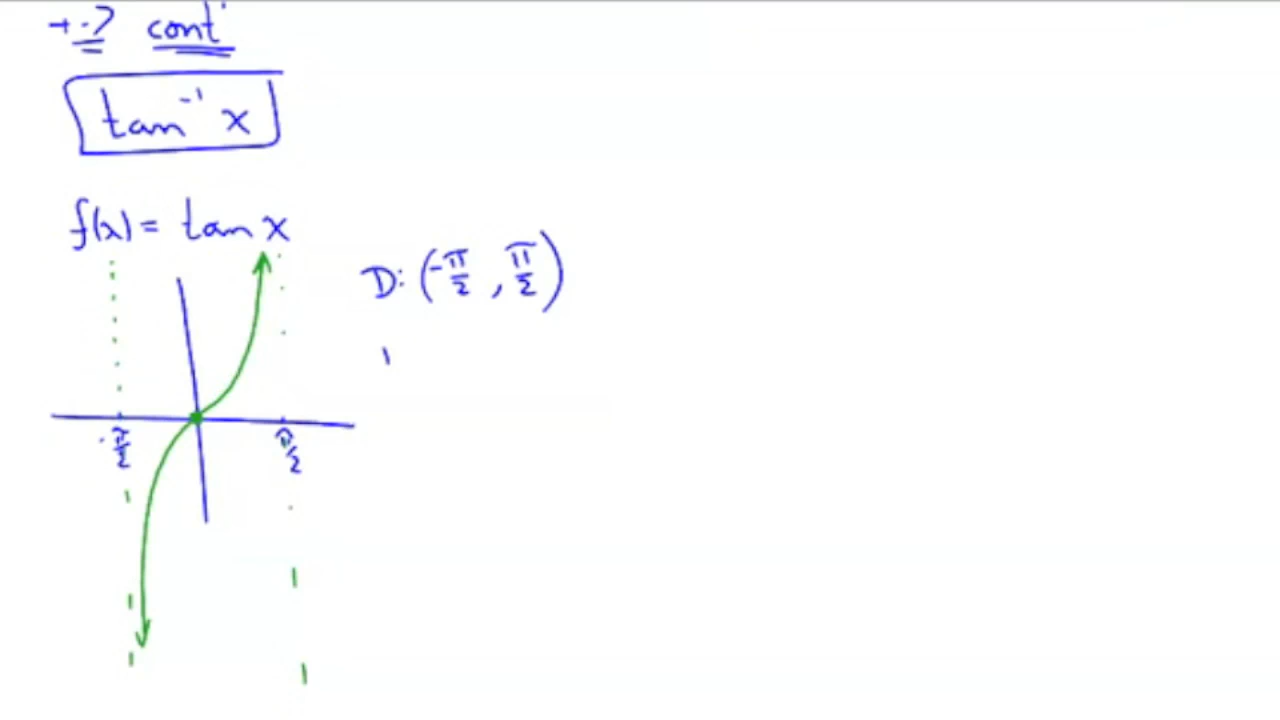 cont'
tan⁻¹ x
f(x) = tan x
D: (-π/2, π/2)
-π/2 π/2